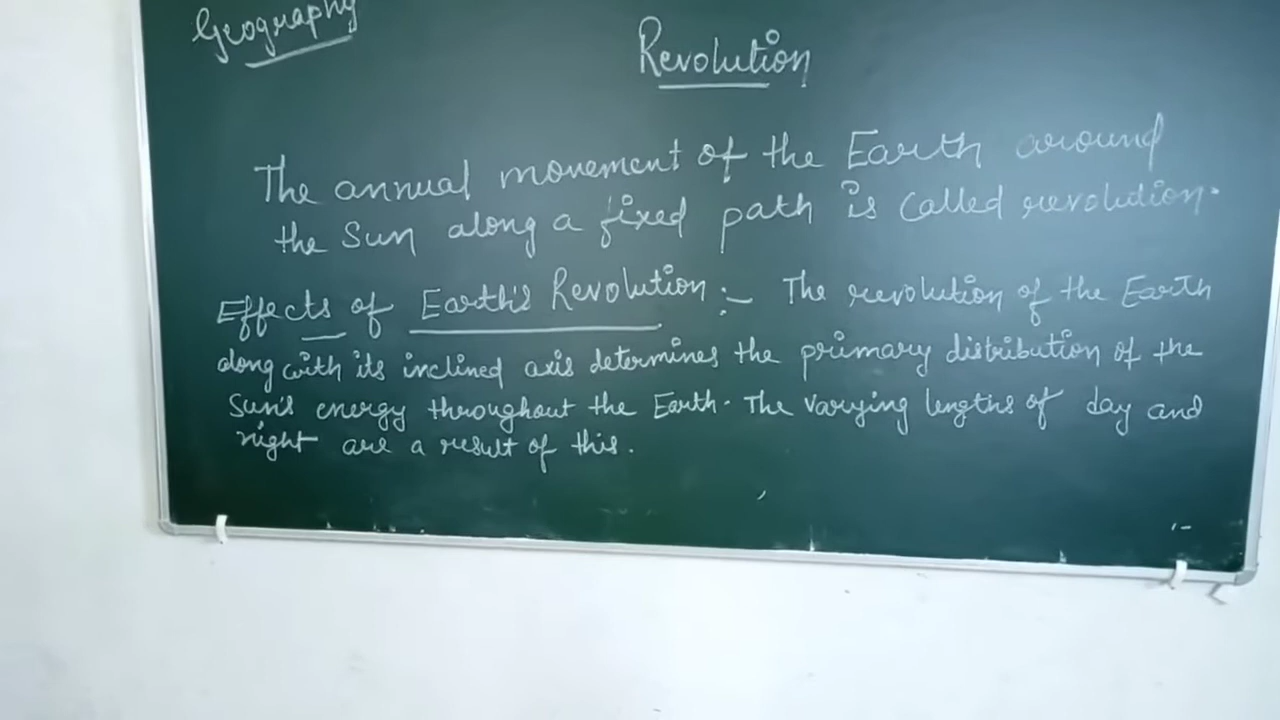 Geography
Revolution
The annual movement of the Earth around
the Sun along a fixed path is called revolution.
Effects of Earth's Revolution :- The revolution of the Earth
along with its inclined axis determines the primary distribution of the
Sun's energy throughout the Earth. The varying lengths of day and
night are a result of this.